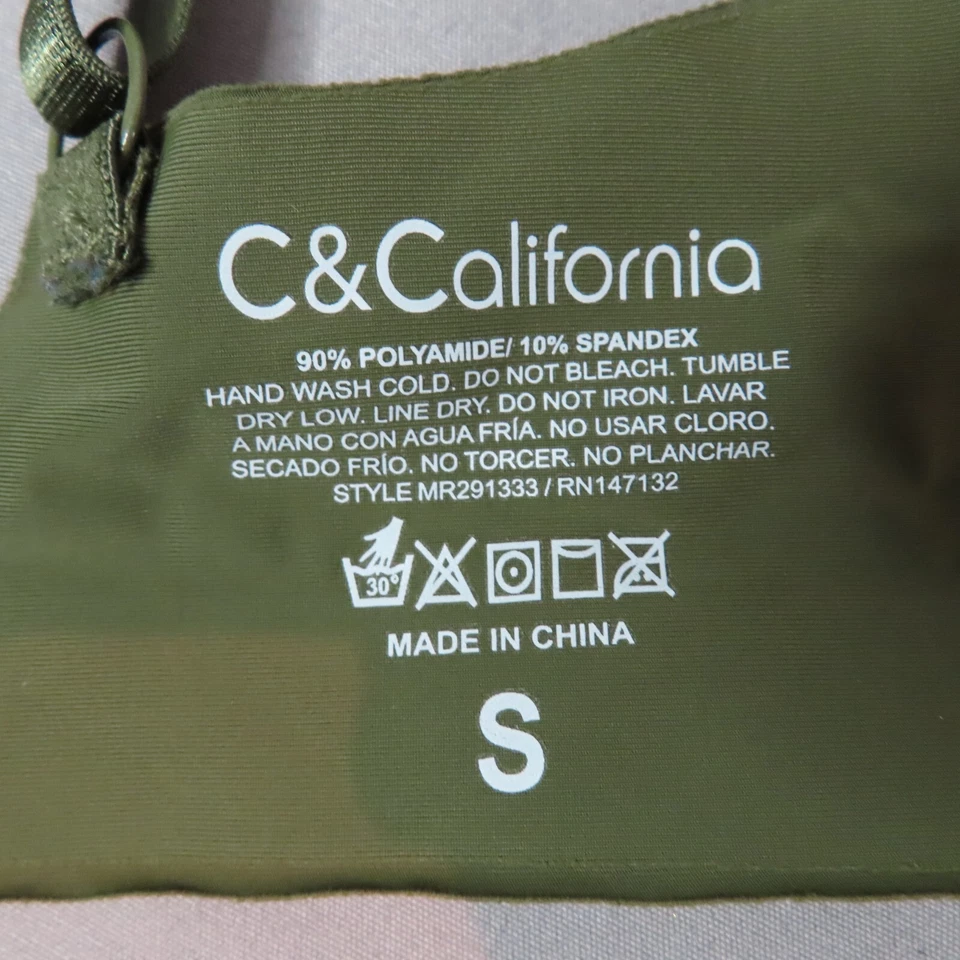 C&California
90% POLYAMIDE/ 10% SPANDEX
HAND WASH COLD. DO NOT BLEACH. TUMBLE
DRY LOW. LINE DRY. DO NOT IRON. LAVAR
A MANO CON AGUA FRÍA. NO USAR CLORO.
SECADO FRÍO. NO TORCER. NO PLANCHAR.
STYLE MR291333 / RN147132
30°
MADE IN CHINA
S